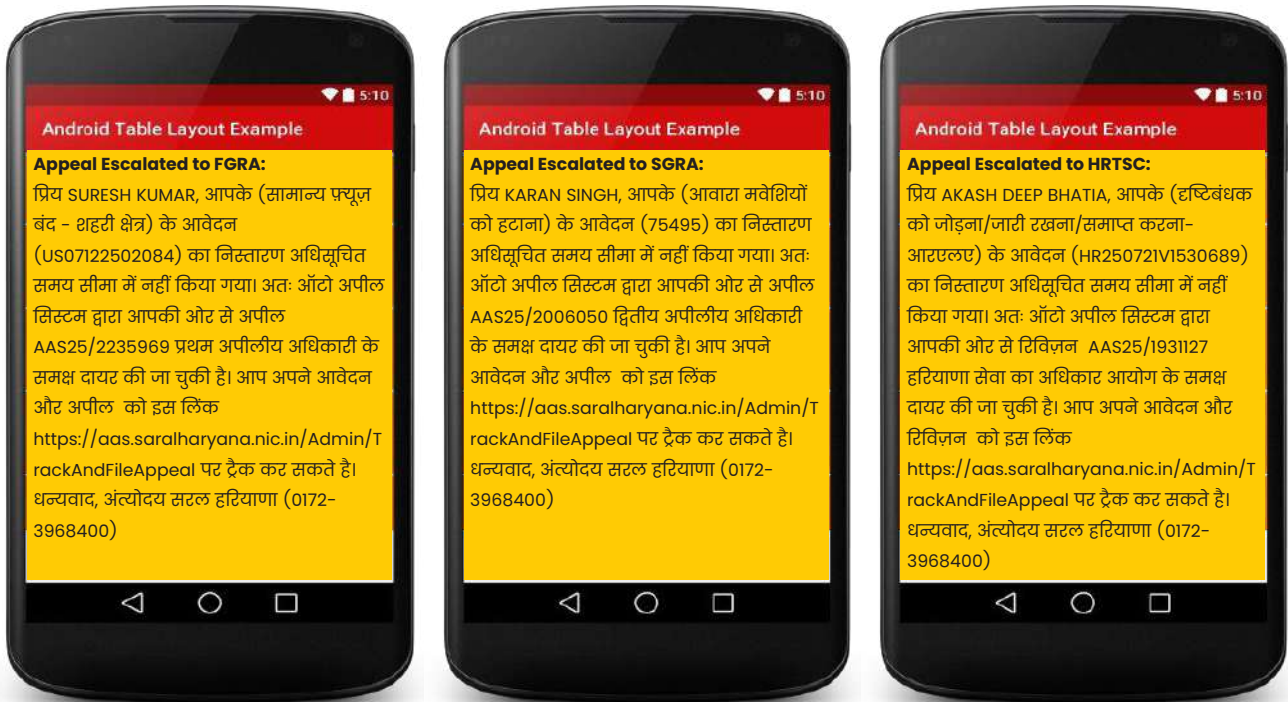 5:10
Android Table Layout Example
Appeal Escalated to FGRA:
प्रिय SURESH KUMAR, आपके (सामान्य फ़्यूज़
बंद - शहरी क्षेत्र) के आवेदन
(US07122502084) का निस्तारण अधिसूचित
समय सीमा में नहीं किया गया। अतः ऑटो अपील
सिस्टम द्वारा आपकी ओर से अपील
AAS25/2235969 प्रथम अपीलीय अधिकारी के
समक्ष दायर की जा चुकी है। आप अपने आवेदन
और अपील को इस लिंक
https://aas.saralharyana.nic.in/Admin/T
rackAndFileAppeal पर ट्रैक कर सकते है।
धन्यवाद, अंत्योदय सरल हरियाणा (0172-
3968400)
5:10
Android Table Layout Example
Appeal Escalated to SGRA:
प्रिय KARAN SINGH, आपके (आवारा मवेशियों
को हटाना) के आवेदन (75495) का निस्तारण
अधिसूचित समय सीमा में नहीं किया गया। अतः
ऑटो अपील सिस्टम द्वारा आपकी ओर से अपील
AAS25/2006050 द्वितीय अपीलीय अधिकारी
के समक्ष दायर की जा चुकी है। आप अपने
आवेदन और अपील को इस लिंक
https://aas.saralharyana.nic.in/Admin/T
rackAndFileAppeal पर ट्रैक कर सकते है।
धन्यवाद, अंत्योदय सरल हरियाणा (0172-
3968400)
5:10
Android Table Layout Example
Appeal Escalated to HRTSC:
प्रिय AKASH DEEP BHATIA, आपके (दृष्टिबंधक
को जोड़ना/जारी रखना/समाप्त करना-
आरएलए) के आवेदन (HR250721V1530689)
का निस्तारण अधिसूचित समय सीमा में नहीं
किया गया। अतः ऑटो अपील सिस्टम द्वारा
आपकी ओर से रिविज़न AAS25/1931127
हरियाणा सेवा का अधिकार आयोग के समक्ष
दायर की जा चुकी है। आप अपने आवेदन और
रिविज़न को इस लिंक
https://aas.saralharyana.nic.in/Admin/T
rackAndFileAppeal पर ट्रैक कर सकते है।
धन्यवाद, अंत्योदय सरल हरियाणा (0172-
3968400)